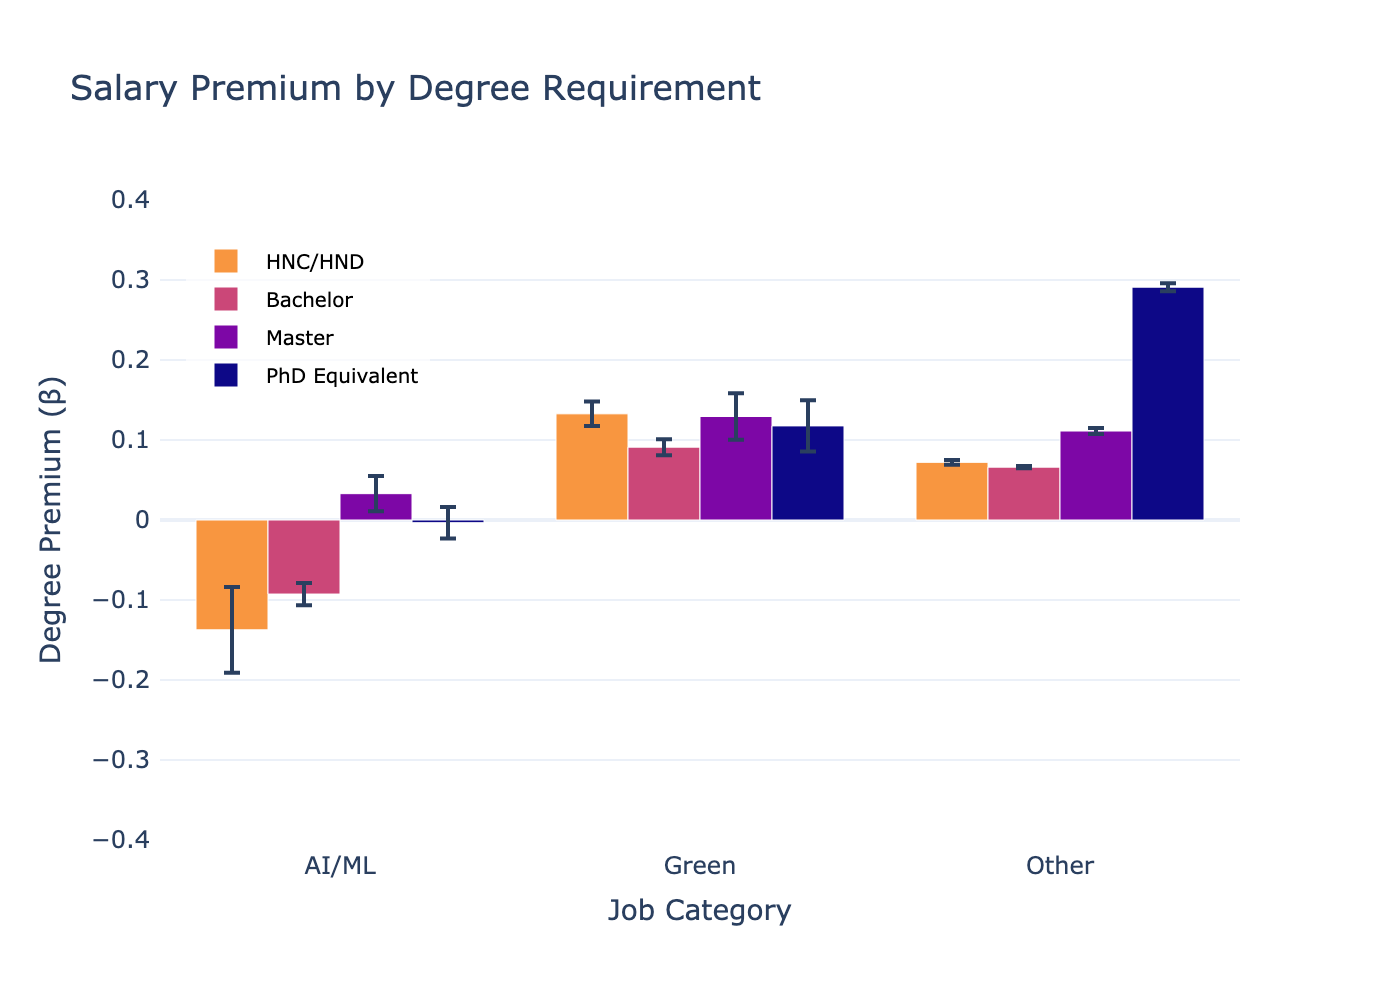 Salary Premium by Degree Requirement
0.4
0.3
0.2
0.1
0
−0.1
−0.2
−0.3
−0.4
Degree Premium (β)
HNC/HND
Bachelor
Master
PhD Equivalent
AI/ML
Green
Other
Job Category